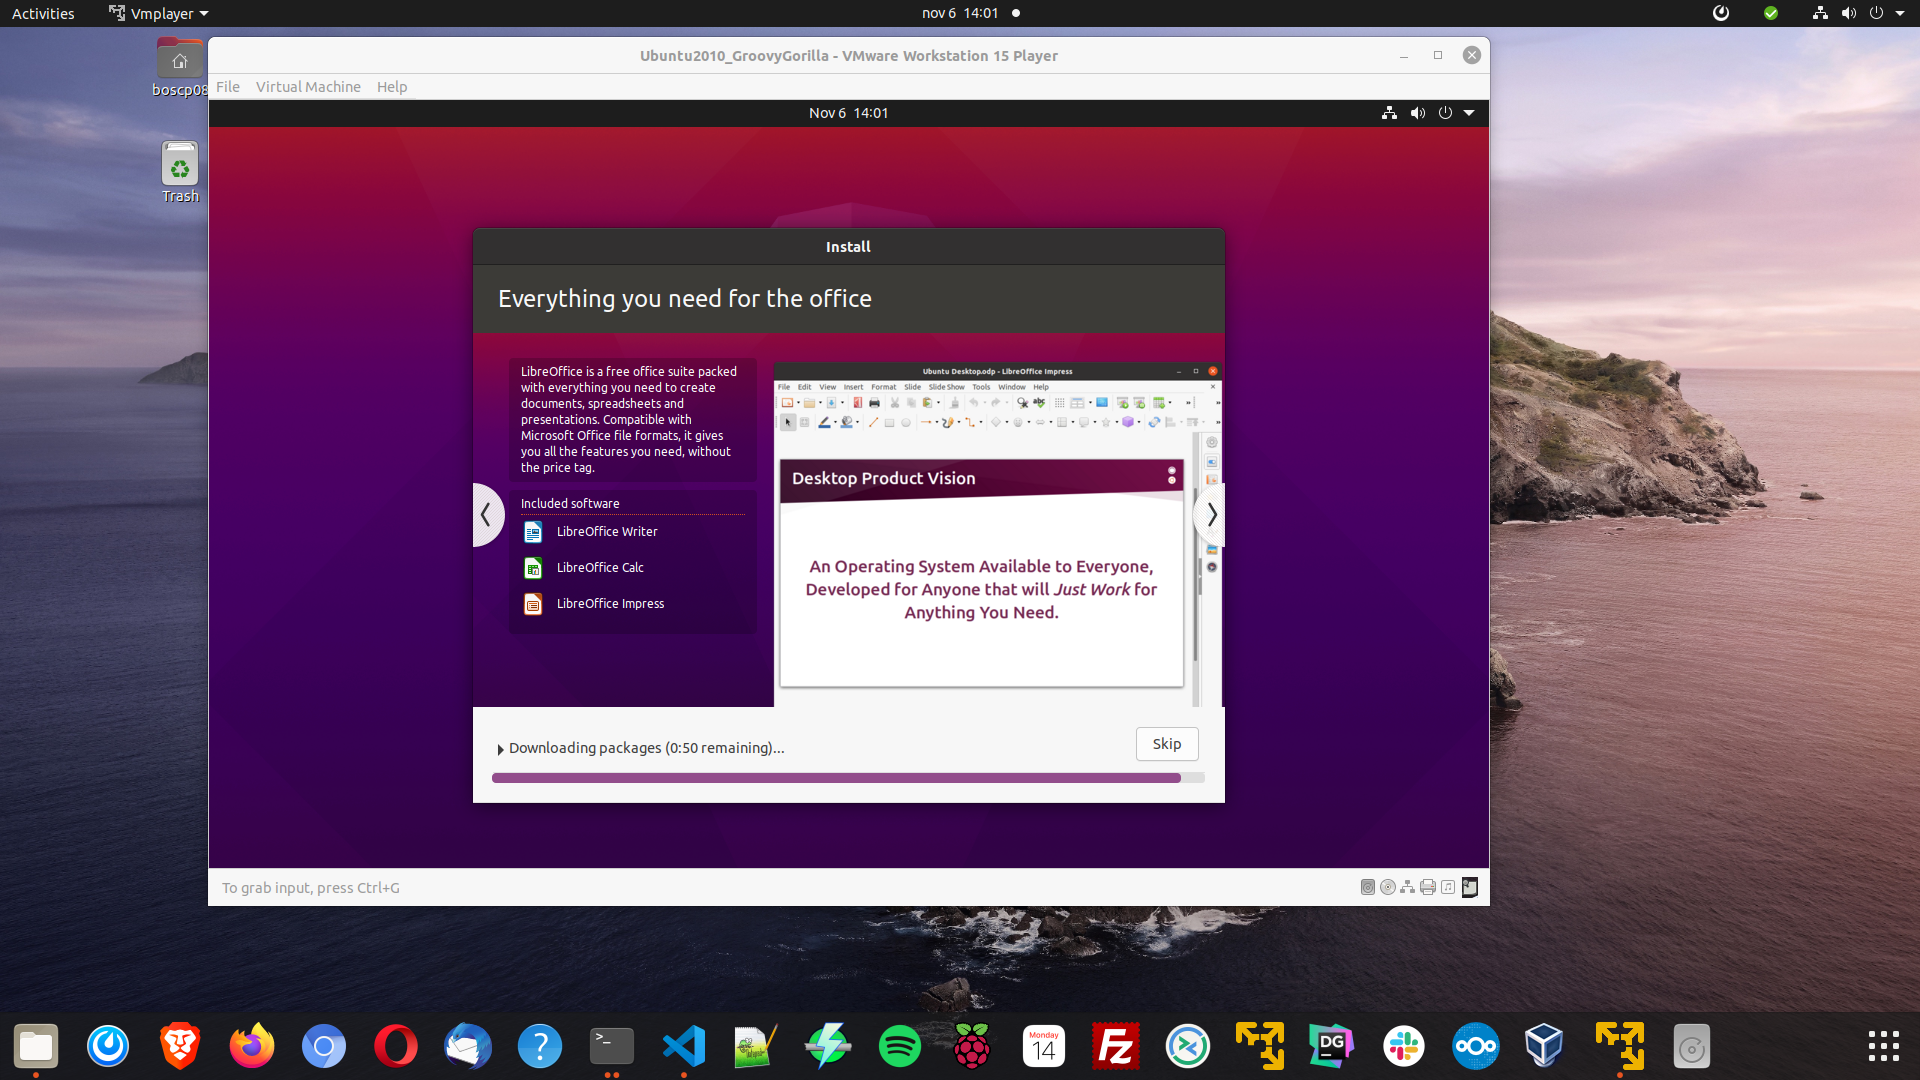 Activities
Vmplayer
nov 6 14:01
boscp08
Trash
Ubuntu2010_GroovyGorilla - VMware Workstation 15 Player
File Virtual Machine Help
Nov 6 14:01
Install
Everything you need for the office
LibreOffice is a free office suite packed
with everything you need to create
documents, spreadsheets and
presentations. Compatible with
Microsoft Office file formats, it gives
you all the features you need, without
the price tag.
Included software
LibreOffice Writer
LibreOffice Calc
LibreOffice Impress
Ubuntu Desktop.odp - LibreOffice Impress
File Edit View Insert Format Slide Slide Show Tools Window Help
Desktop Product Vision
An Operating System Available to Everyone,
Developed for Anyone that will Just Work for
Anything You Need.
Downloading packages (0:50 remaining)...
Skip
To grab input, press Ctrl+G
>_
Monday
14
FZ
DG